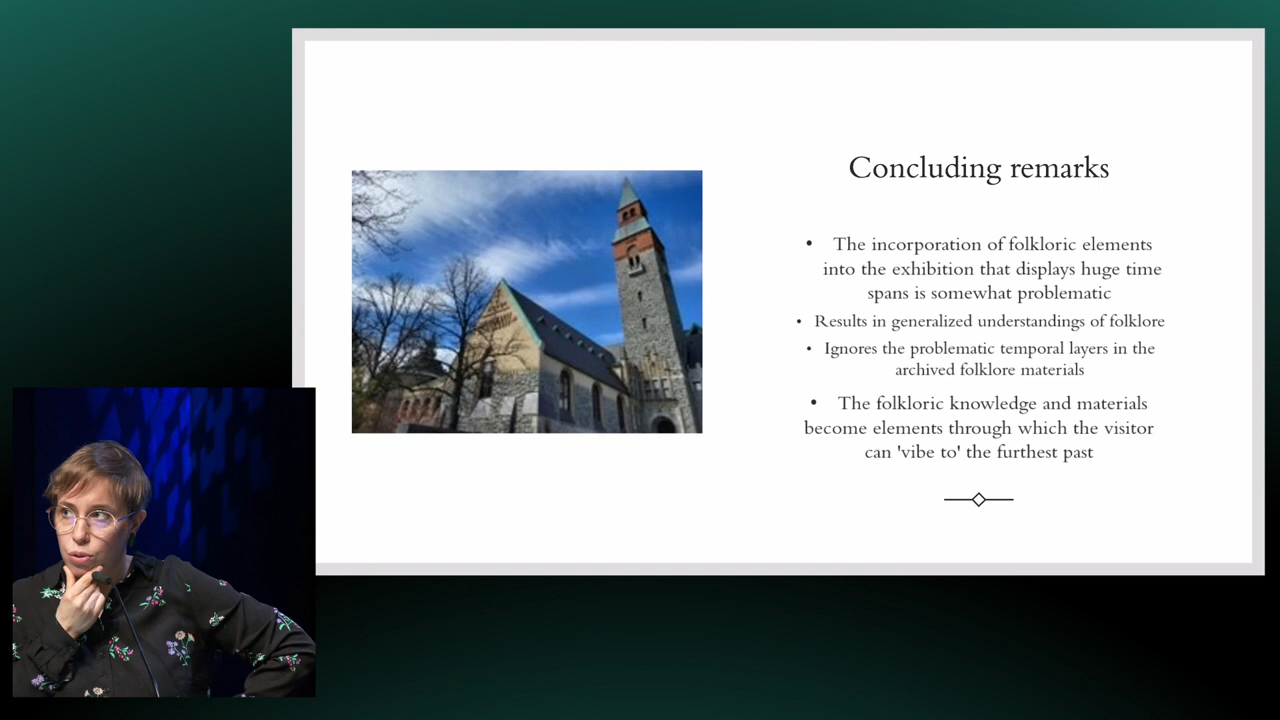 Concluding remarks
• The incorporation of folkloric elements
into the exhibition that displays huge time
spans is somewhat problematic
• Results in generalized understandings of folklore
• Ignores the problematic temporal layers in the
archived folklore materials
• The folkloric knowledge and materials
become elements through which the visitor
can 'vibe to' the furthest past